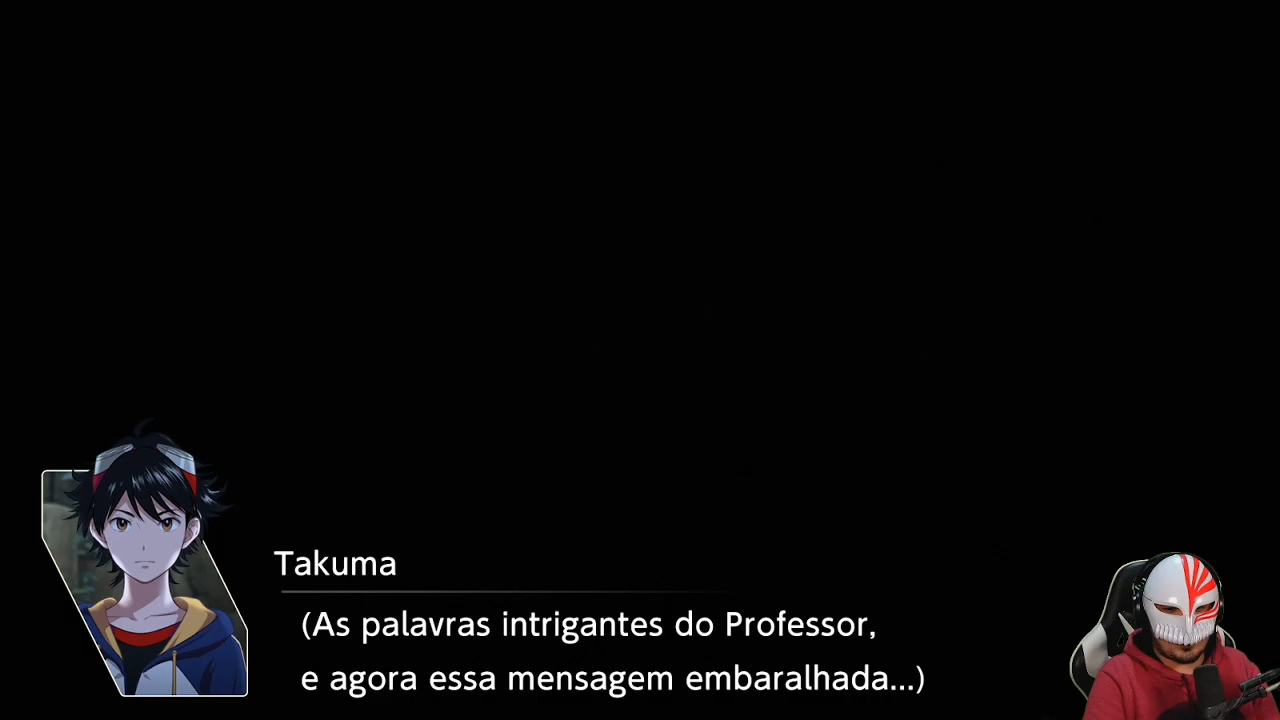 Takuma
(As palavras intrigantes do Professor,
e agora essa mensagem embaralhada...)